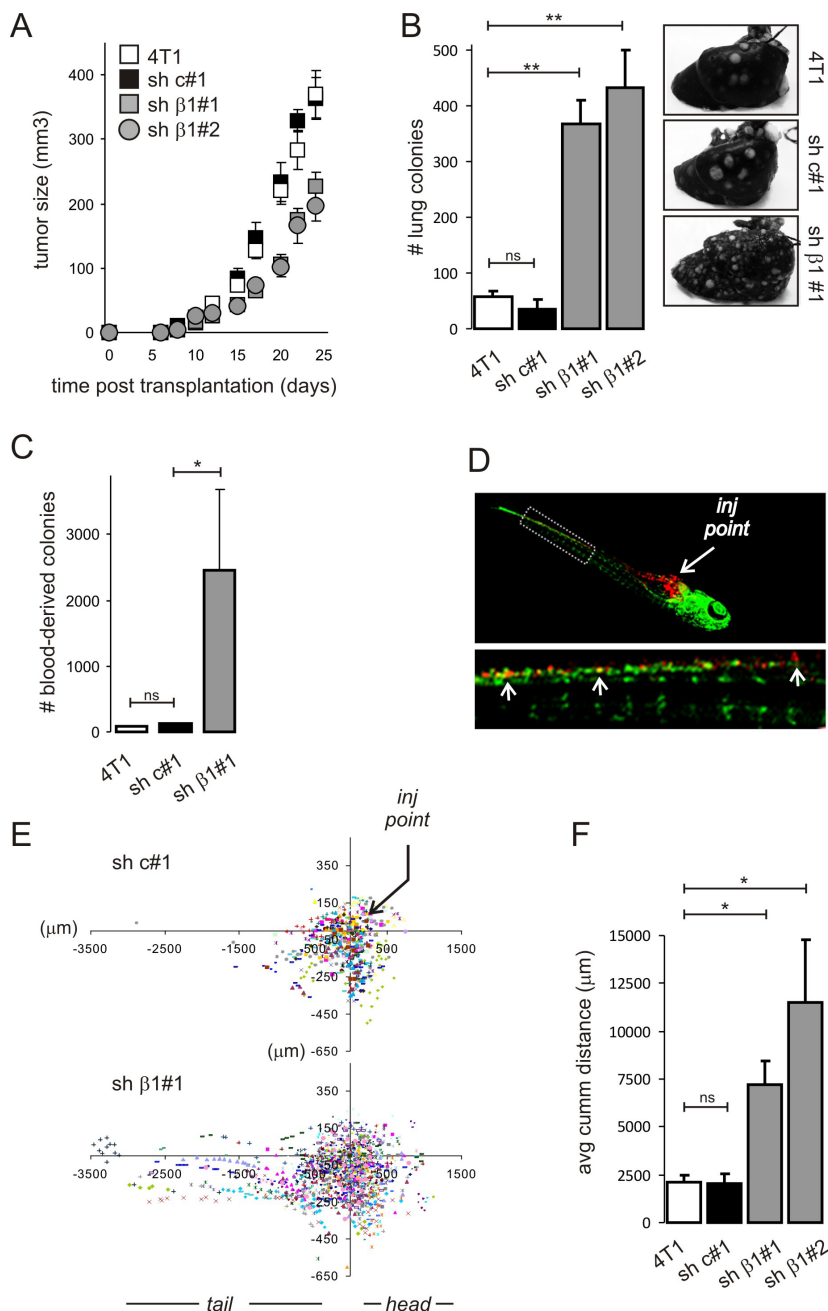 A
4T1
sh c#1
sh β1#1
sh β1#2
tumor size (mm3)
400
300
200
100
0
0 5 10 15 20 25
time post transplantation (days)
B
**
**
ns
# lung colonies
500
400
300
200
100
0
4T1
sh c#1
sh β1#1
sh β1#2
4T1
sh c#1
sh β1 #1
C
*
ns
# blood-derived colonies
3000
2000
1000
0
4T1
sh c#1
sh β1#1
D
inj
point
E
inj
point
sh c#1
(μm)
350
150
-50
-250
-450
-650
-3500 -2500 -1500 -500 500 1500
(μm)
sh β1#1
350
150
-50
-250
-450
-650
-3500 -2500 -1500 -500 500 1500
tail head
F
*
*
ns
avg cumm distance (μm)
15000
12500
10000
7500
5000
2500
0
4T1
sh c#1
sh β1#1
sh β1#2